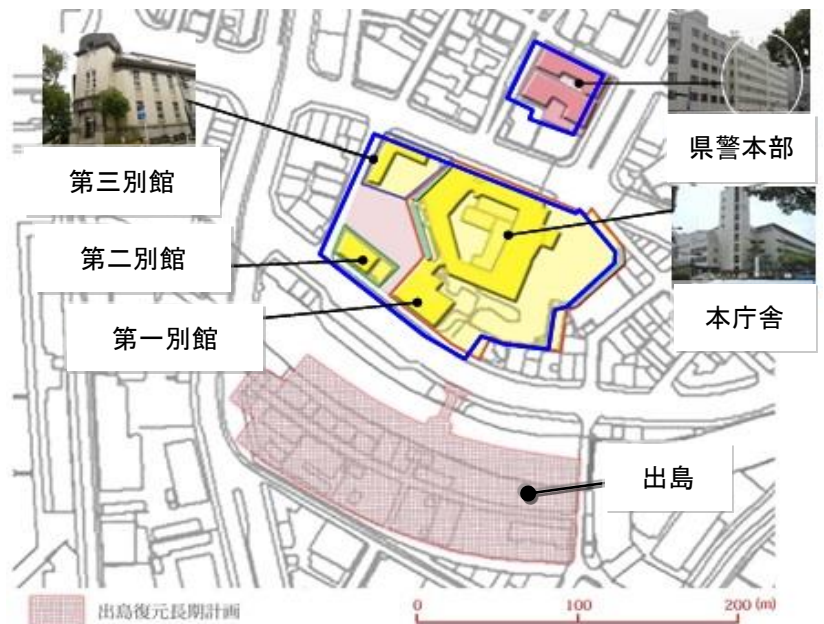 県警本部
第三別館
第二別館
本庁舎
第一別館
出島
出島復元長期計画
0 100 200 (m)